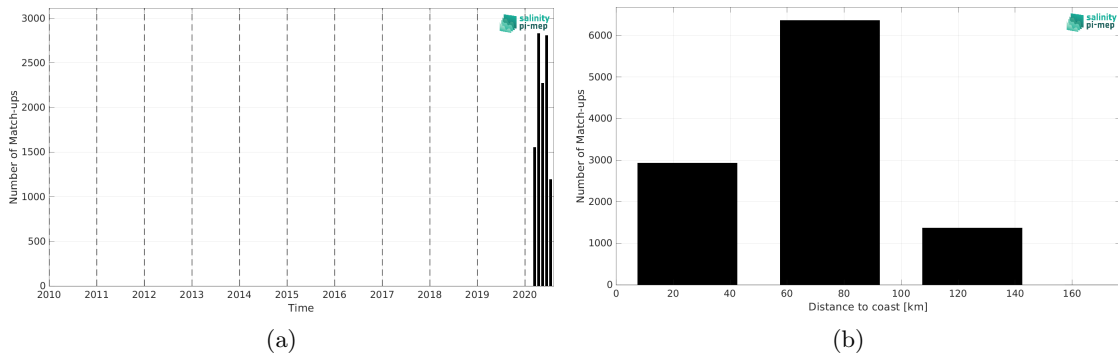 salinity
pi-mep
3000
2500
2000
1500
1000
500
0
Number of Match-ups
2010 2011 2012 2013 2014 2015 2016 2017 2018 2019 2020
Time
(a)
salinity
pi-mep
6000
5000
4000
3000
2000
1000
0
Number of Match-ups
0 20 40 60 80 100 120 140 160
Distance to coast [km]
(b)